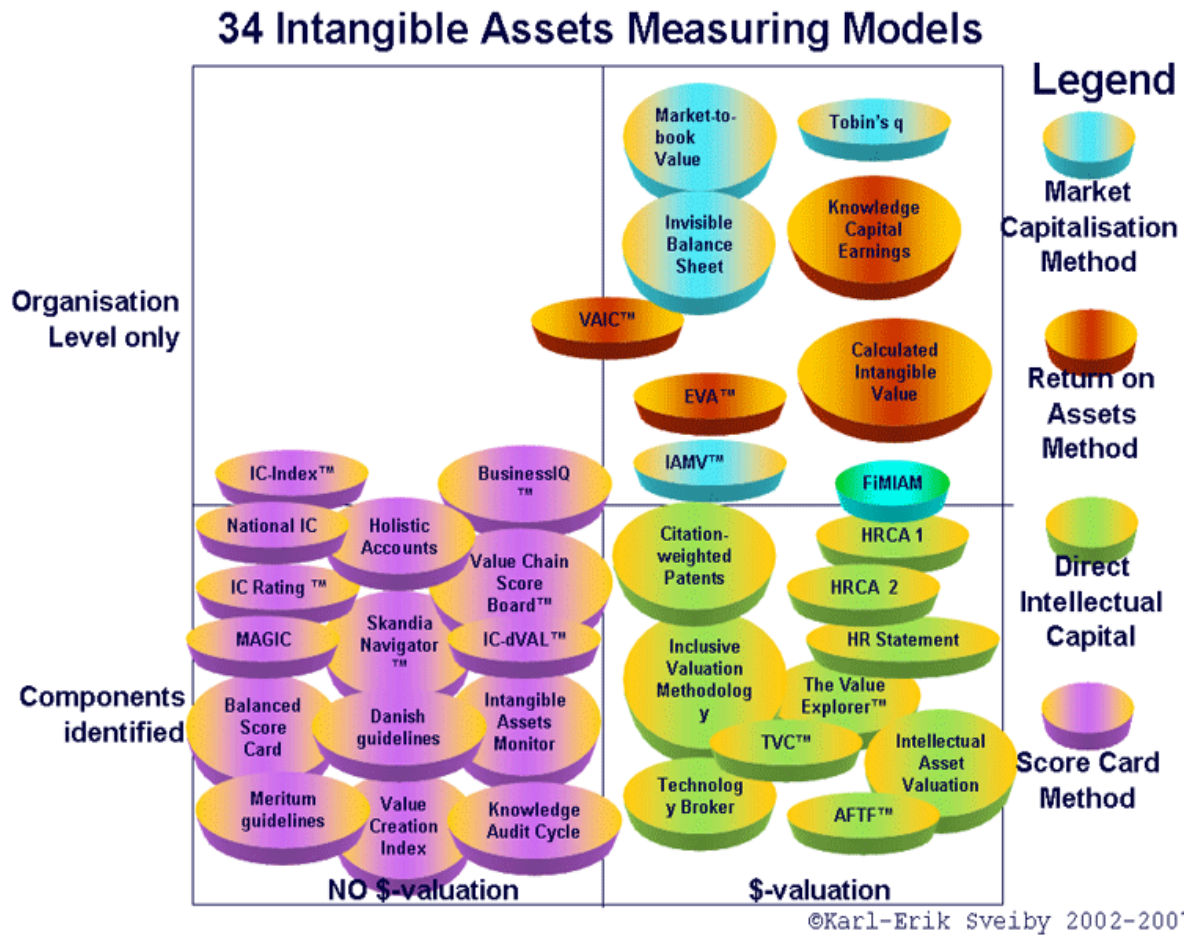 34 Intangible Assets Measuring Models
Legend
Market-to-
book
Value
Tobin's q
Market
Capitalisation
Method
Invisible
Balance
Sheet
Knowledge
Capital
Earnings
Organisation
Level only
VAIC™
Calculated
Intangible
Value
EVA™
Return on
Assets
Method
IAMV™
FiMIAM
IC-Index™
BusinessIQ
™
National IC
Holistic
Accounts
Value Chain
Score
Board™
IC Rating ™
Skandia
Navigator
™
MAGIC
IC-dVAL™
Citation-
weighted
Patents
HRCA 1
HRCA 2
HR Statement
Direct
Intellectual
Capital
Inclusive
Valuation
Methodolog
y
The Value
Explorer™
Components
identified
Balanced
Score
Card
Danish
guidelines
Intangible
Assets
Monitor
TVC™
Intellectual
Asset
Valuation
Score Card
Method
Meritum
guidelines
Value
Creation
Index
Knowledge
Audit Cycle
Technolog
y Broker
AFTF™
NO $-valuation
$-valuation
©Karl-Erik Sveiby 2002-200